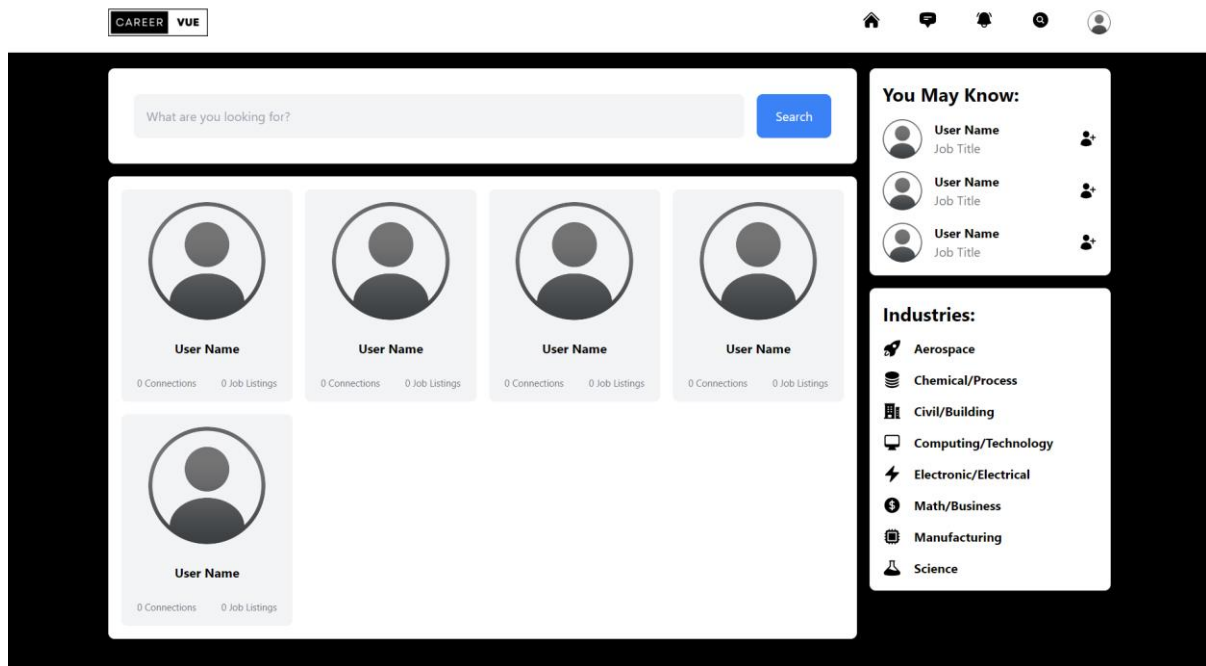 CAREER VUE
What are you looking for?
Search
User Name
0 Connections 0 Job Listings
User Name
0 Connections 0 Job Listings
User Name
0 Connections 0 Job Listings
User Name
0 Connections 0 Job Listings
User Name
0 Connections 0 Job Listings
You May Know:
User Name
Job Title
User Name
Job Title
User Name
Job Title
Industries:
Aerospace
Chemical/Process
Civil/Building
Computing/Technology
Electronic/Electrical
Math/Business
Manufacturing
Science